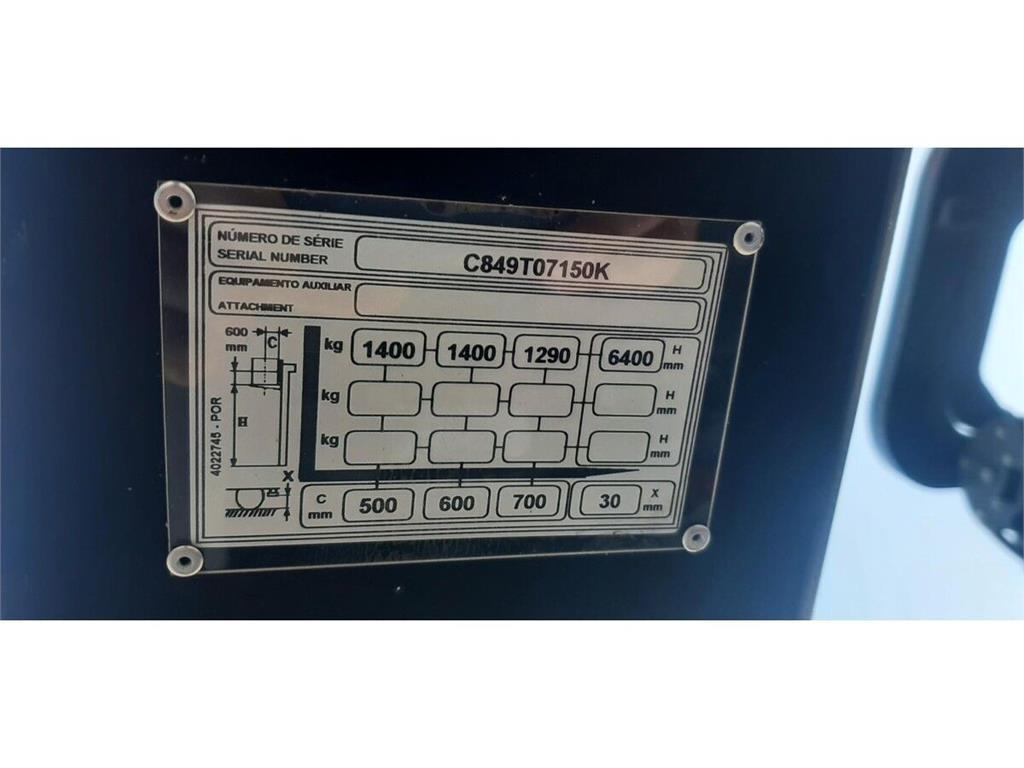 NÚMERO DE SÉRIE
SERIAL NUMBER C849T07150K
EQUIPAMENTO AUXILIAR
ATTACHMENT
600 mm C
kg 1400 1400 1290 6400 H mm
kg H mm
H
kg H mm
4022745 - POR
X
C mm 500 600 700 30 X mm